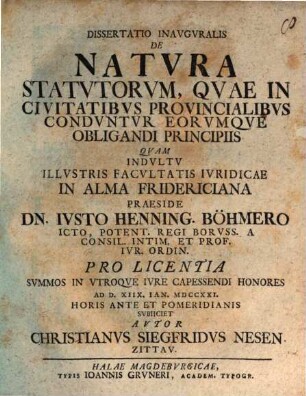 DISSERTATIO INAVGVRALIS
DE
NATVRA
STATVTORVM, QVAE IN
CIVITATIBVS PROVINCIALIBVS
CONDVNTVR EORVMQVE
OBLIGANDI PRINCIPIIS
QVAM
INDVLTV
ILLVSTRIS FACVLTATIS IVRIDICAE
IN ALMA FRIDERICIANA
PRAESIDE
DN. IVSTO HENNING. BÖHMERO
ICTO, POTENT. REGI BORVSS. A
CONSIL. INTIM. ET PROF.
IVR. ORDIN.
PRO LICENTIA
SVMMOS IN VTROQVE IVRE CAPESSENDI HONORES
AD D. XIIX. IAN. MDCCXXI.
HORIS ANTE ET POMERIDIANIS
SVBIICIET
AVTOR
CHRISTIANVS SIEGFRIDVS NESEN
ZITTAV.
HALAE MAGDEBVRGICAE,
TYPIS IOANNIS GRVNERI, ACADEM. TYPOGR.